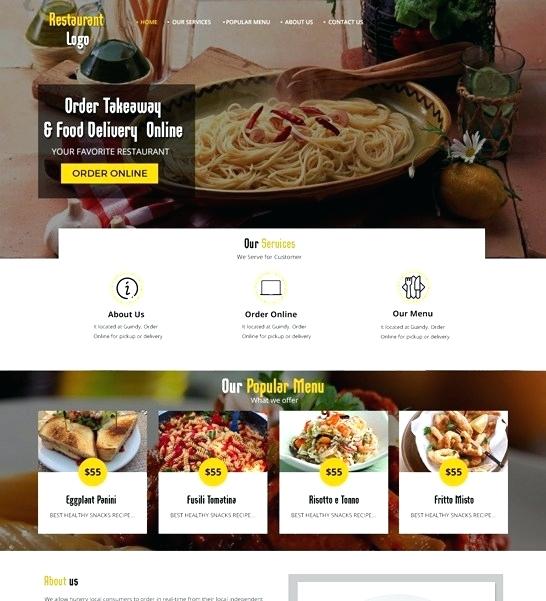 Restaurant
Logo
HOME
OUR SERVICES
POPULAR MENU
ABOUT US
CONTACT US
Order Takeaway
& Food Delivery Online
YOUR FAVORITE RESTAURANT
ORDER ONLINE
Our Services
We Serve for Customer
About Us
It located at Guindy. Order
Online for pickup or delivery
Order Online
It located at Guindy. Order
Online for pickup or delivery
Our Menu
It located at Guindy. Order
Online for pickup or delivery
Our Popular Menu
What we offer
$55
Eggplant Panini
BEST HEALTHY SNACKS RECIPE...
$55
Fusili Tomatina
BEST HEALTHY SNACKS RECIPE...
$55
Risotto e Tonno
BEST HEALTHY SNACKS RECIPE...
$55
Fritto Misto
BEST HEALTHY SNACKS RECIPE...
About us
We allow hungry local consumers to order in real-time from their local independent